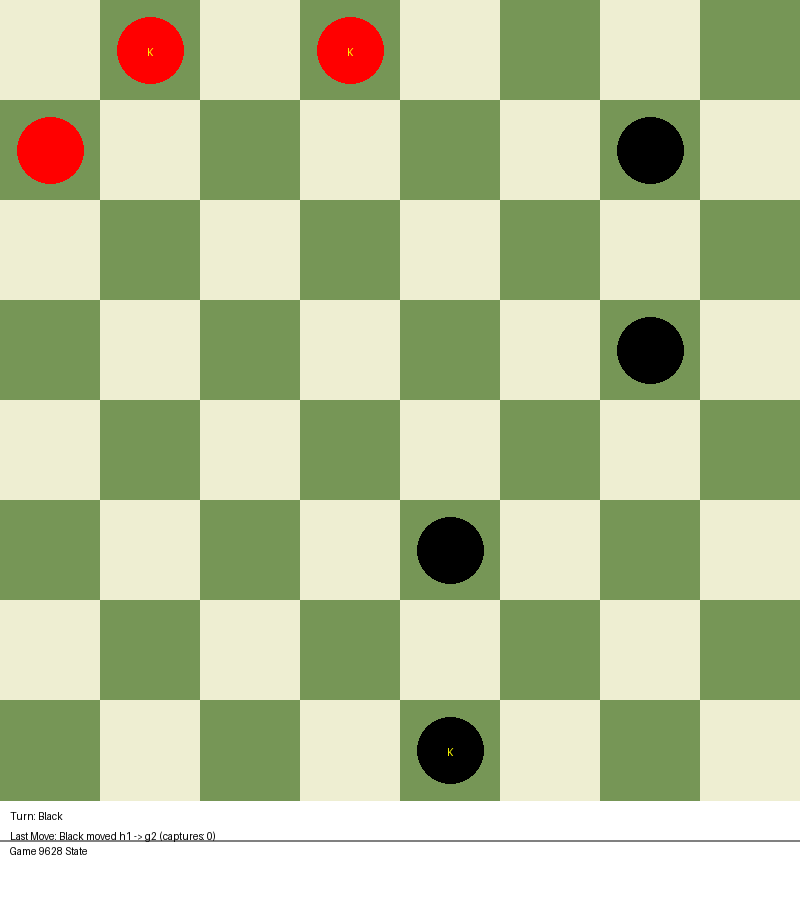 K K
K
Turn: Black
Last Move: Black moved h1 -> g2 (captures: 0)
Game 9628 State